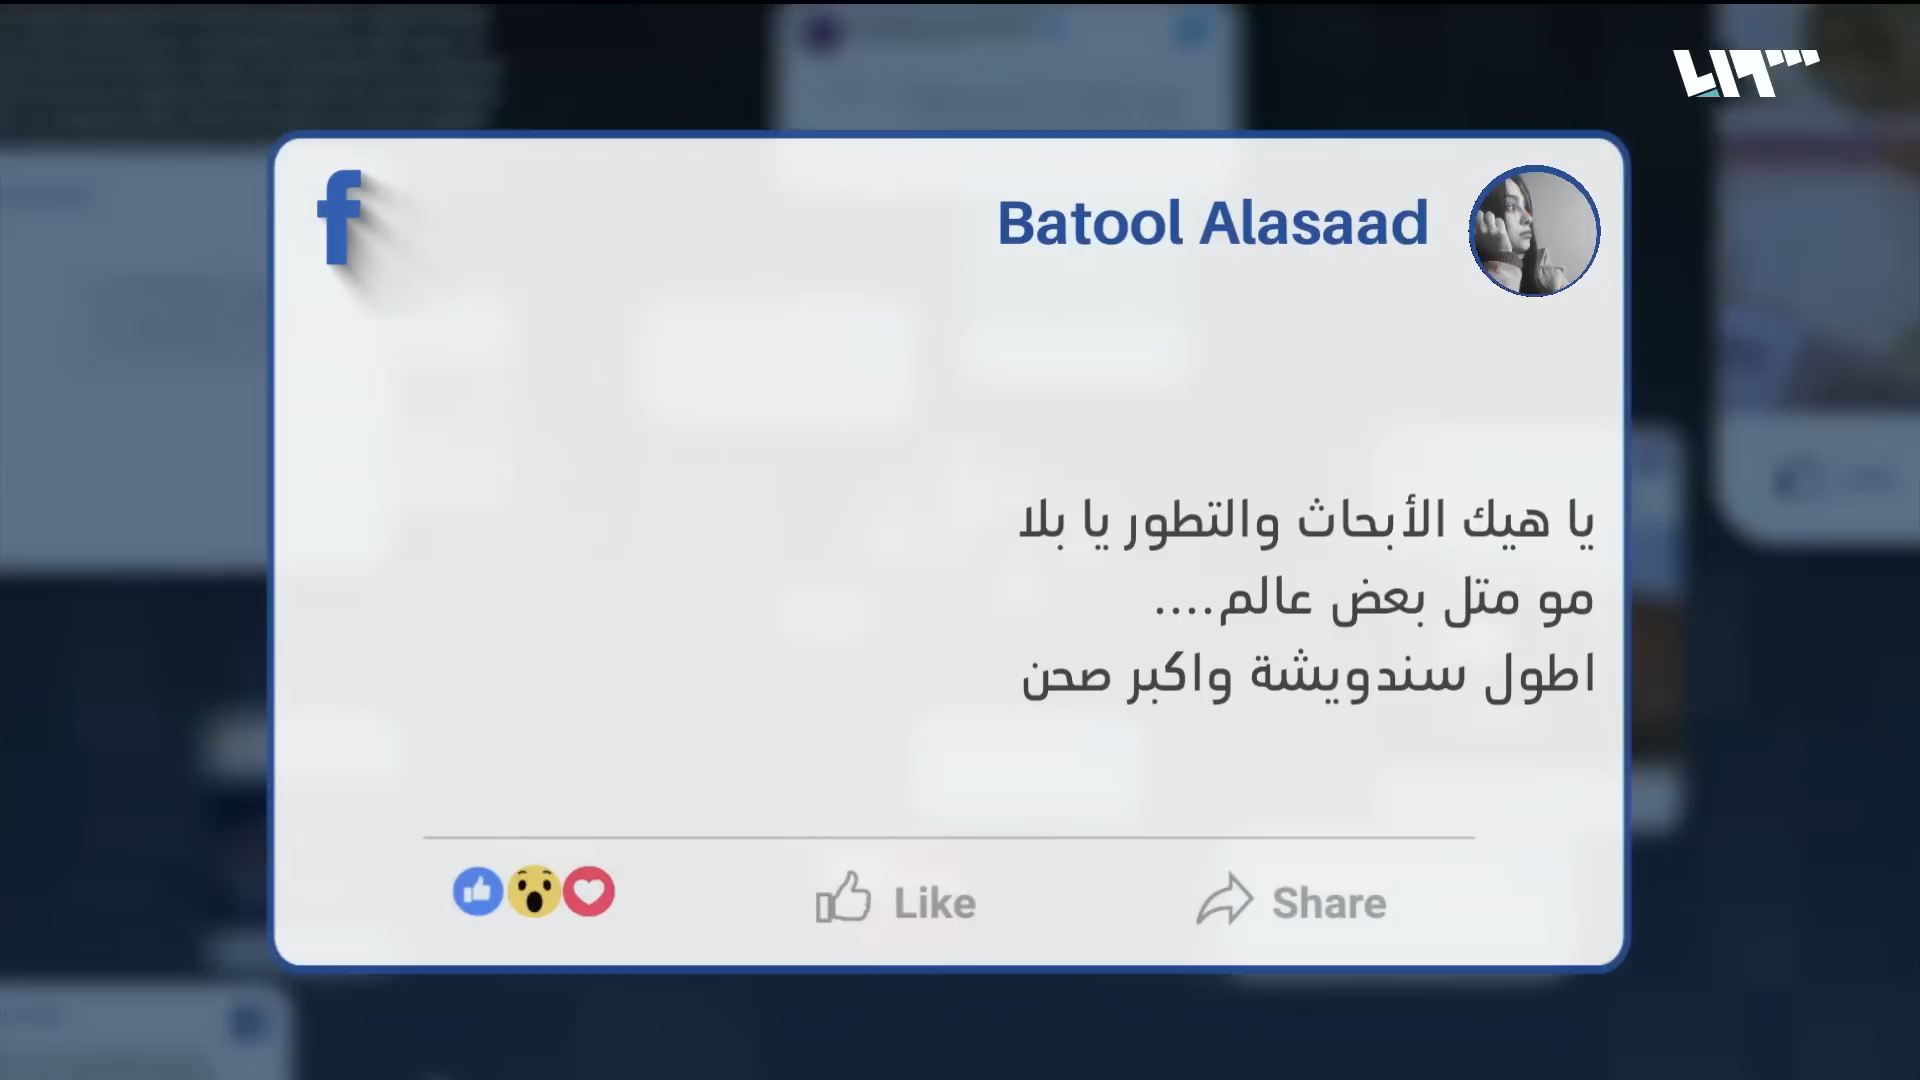 Batool Alasaad
يا هيك الأبحاث والتطور يا بلا
مو متل بعض عالم....
اطول سندويشة واكبر صحن
Like
Share